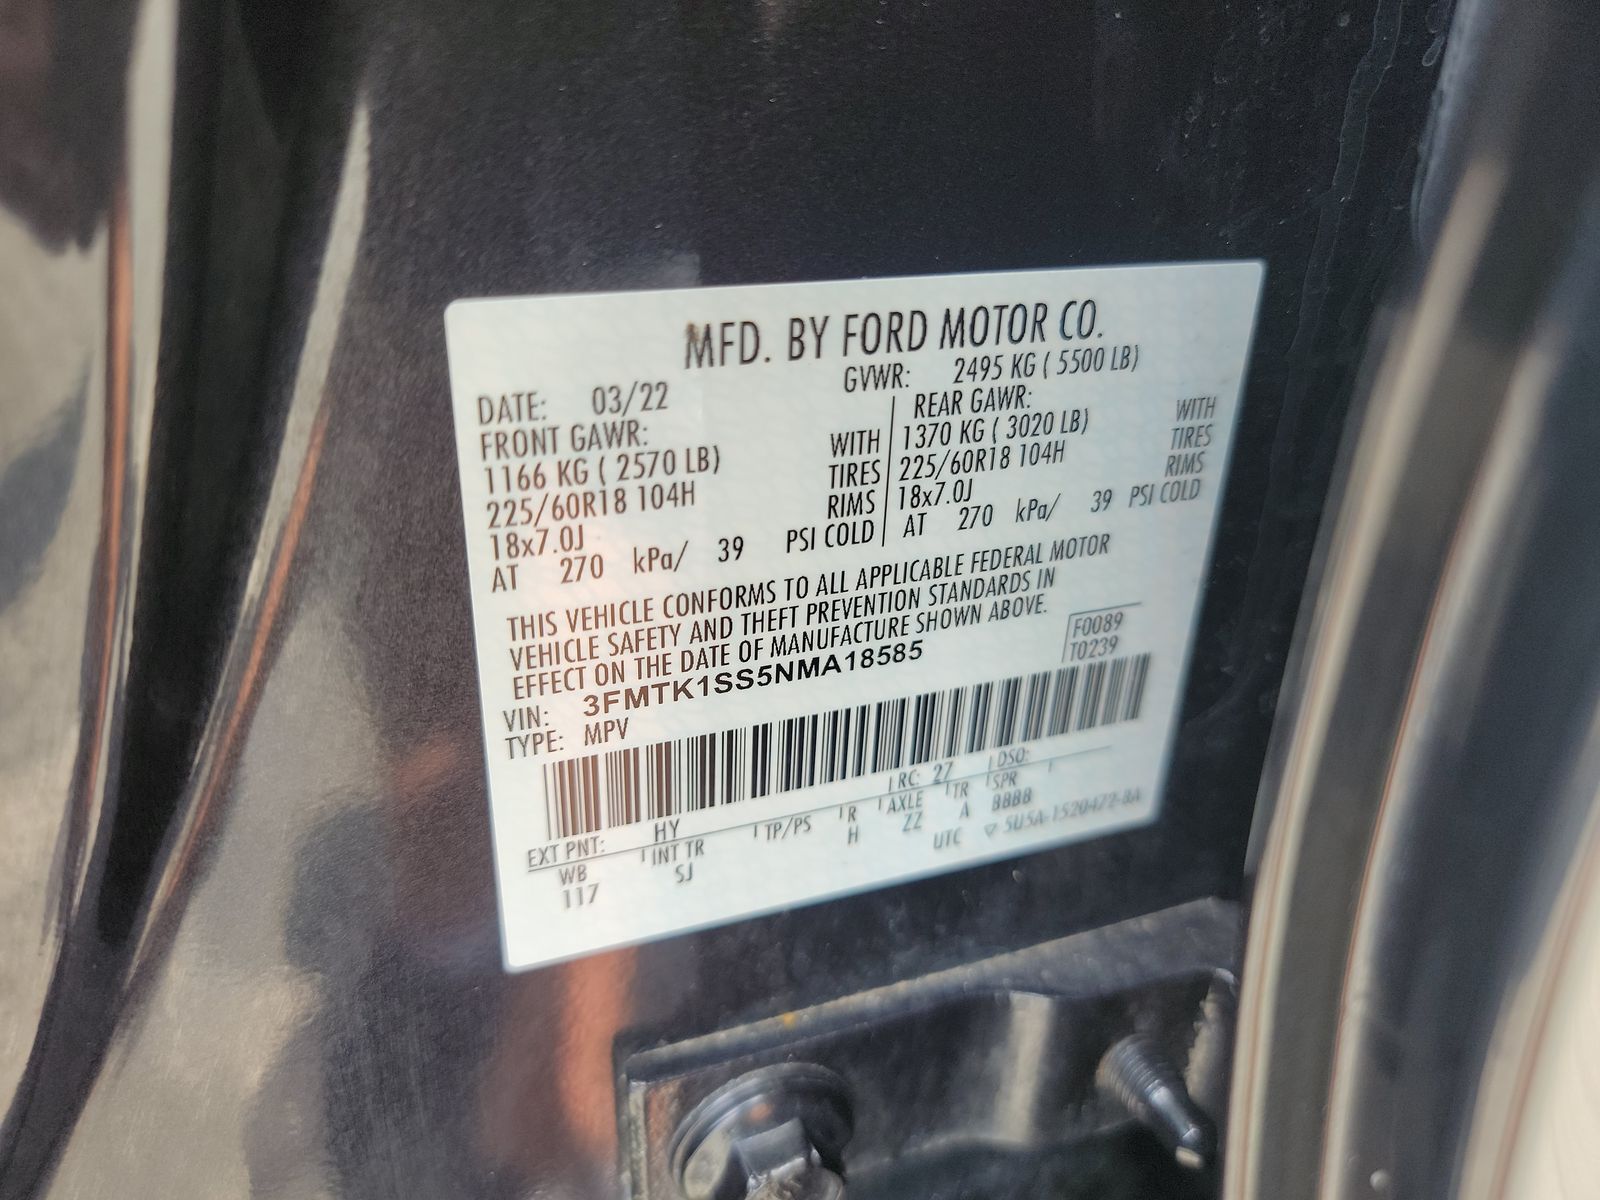 MFD. BY FORD MOTOR CO.
DATE: 03/22 GVWR: 2495 KG ( 5500 LB)
FRONT GAWR: REAR GAWR:
1166 KG ( 2570 LB) WITH 1370 KG ( 3020 LB) WITH
225/60R18 104H TIRES 225/60R18 104H TIRES
18x7.0J RIMS 18x7.0J RIMS
AT 270 kPa/ 39 PSI COLD AT 270 kPa/ 39 PSI COLD
THIS VEHICLE CONFORMS TO ALL APPLICABLE FEDERAL MOTOR
VEHICLE SAFETY AND THEFT PREVENTION STANDARDS IN
EFFECT ON THE DATE OF MANUFACTURE SHOWN ABOVE.
F0089
VIN: 3FMTK1SS5NMA18585 T0239
TYPE: MPV
EXT PNT: HY RC: 27 DSO:
WB INT TR TP/PS R AXLE TR SPR
117 SJ H ZZ A BBBB
UTC ▽ 5U5A-1520472-BA